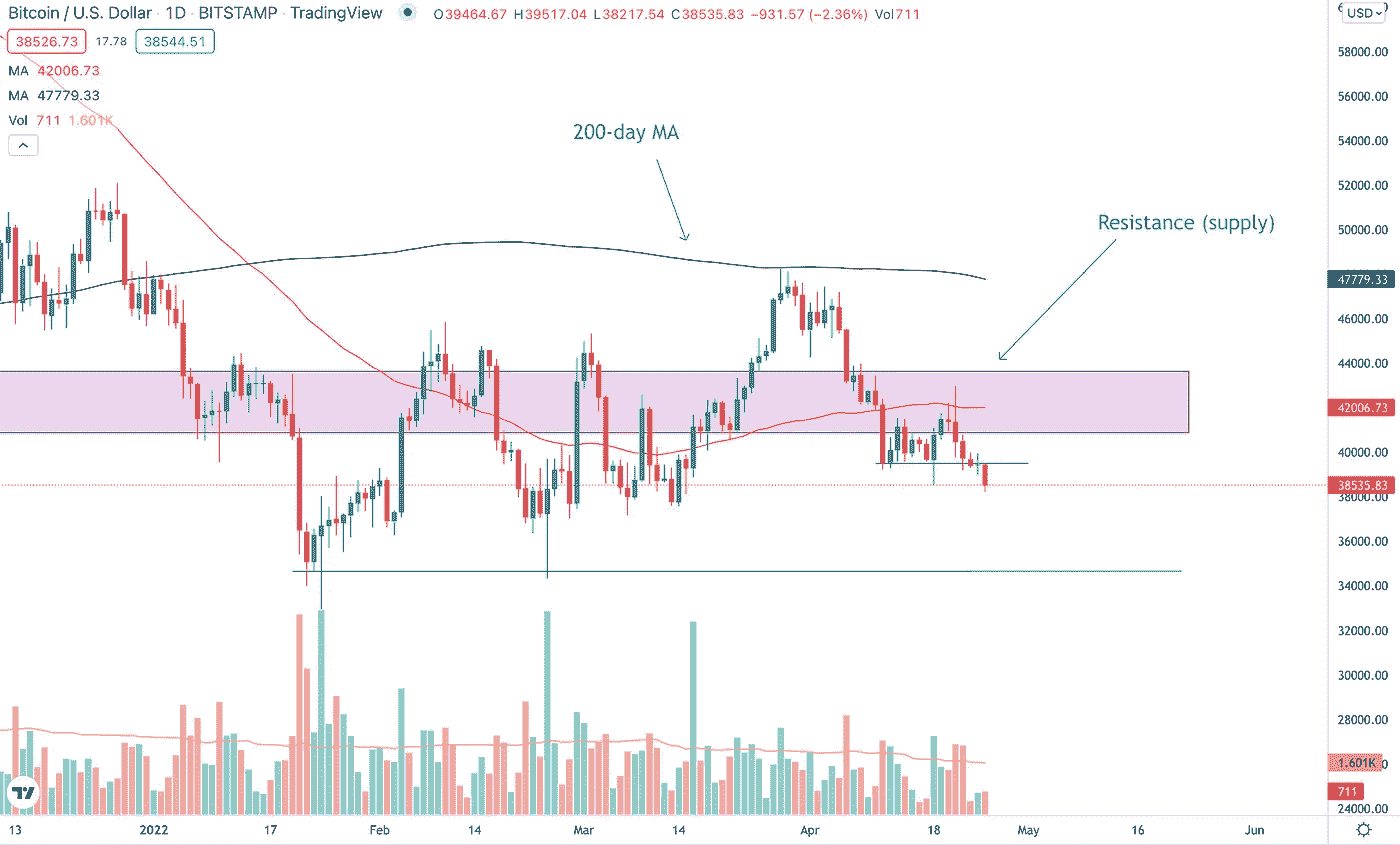 Bitcoin / U.S. Dollar · 1D · BITSTAMP · TradingView O39464.67 H39517.04 L38217.54 C38535.83 −931.57 (−2.36%) Vol711
USD
38526.73 17.78 38544.51
58000.00
MA 42006.73
MA 47779.33
56000.00
Vol 711 1.601K
200-day MA
54000.00
52000.00
Resistance (supply)
50000.00
47779.33
46000.00
44000.00
42006.73
40000.00
38535.83
38000.00
36000.00
34000.00
32000.00
30000.00
28000.00
1.601K
711
24000.00
13 2022 17 Feb 14 Mar 14 Apr 18 May 16 Jun